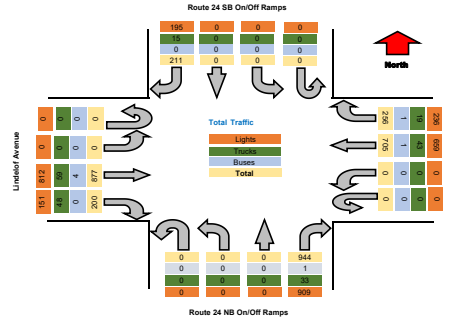 Route 24 SB On/Off Ramps
195 0 0 0
15 0 0 0
0 0 0 0
211 0 0 0
North
Total Traffic
Lights
Trucks
Buses
Total
Lindelof Avenue
0 0 0 0
0 0 0 0
812 59 4 877
151 48 0 200
256 1 19 236
705 1 43 659
0 0 0 0
0 0 0 0
0 0 0 944
0 0 0 1
0 0 0 33
0 0 0 909
Route 24 NB On/Off Ramps